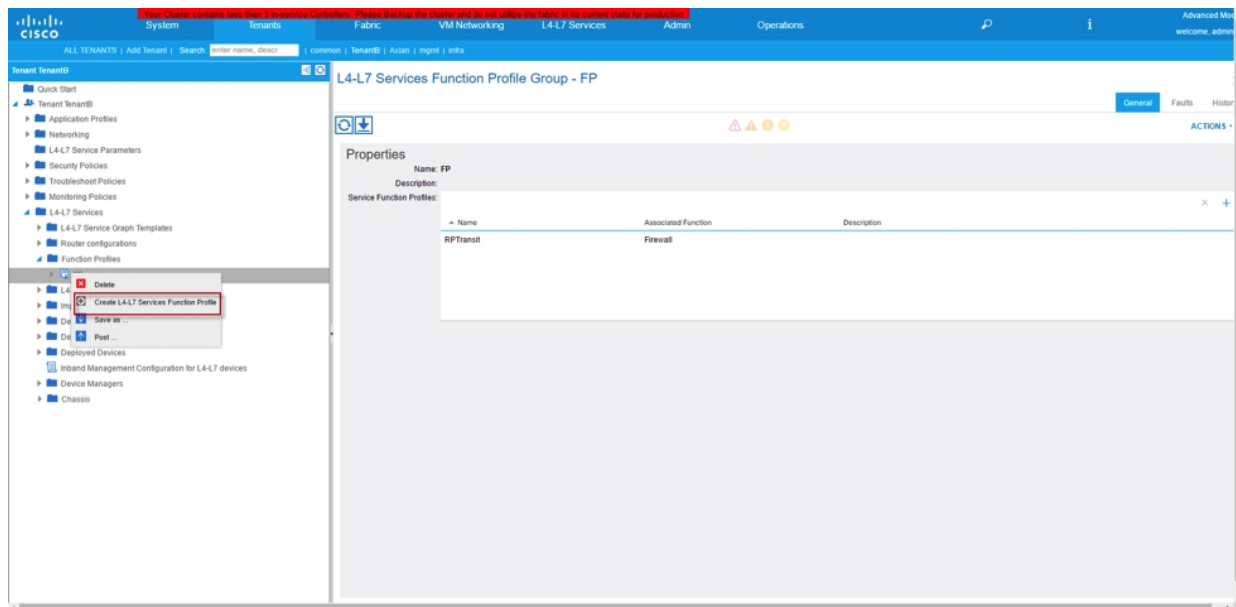 Your Cluster contains less than 3 in-service Controllers. Please Backup the cluster and do not utilize the fabric in its current state for production.
CISCO
System
Tenants
Fabric
VM Networking
L4-L7 Services
Admin
Operations
i
Advanced Mod
welcome, admin
ALL TENANTS | Add Tenant | Search: enter name, descr | common | TenantB | Axian | mgmt | infra
Tenant TenantB
Quick Start
Tenant TenantB
Application Profiles
Networking
L4-L7 Service Parameters
Security Policies
Troubleshoot Policies
Monitoring Policies
L4-L7 Services
L4-L7 Service Graph Templates
Router configurations
Function Profiles
FP
L4
Delete
Create L4-L7 Services Function Profile
Im
De
Save as ...
De
Post ...
Deployed Devices
Inband Management Configuration for L4-L7 devices
Device Managers
Chassis
L4-L7 Services Function Profile Group - FP
General
Faults
Histor
ACTIONS
Properties
Name: FP
Description:
Service Function Profiles:
Name
Associated Function
Description
RPTransit
Firewall